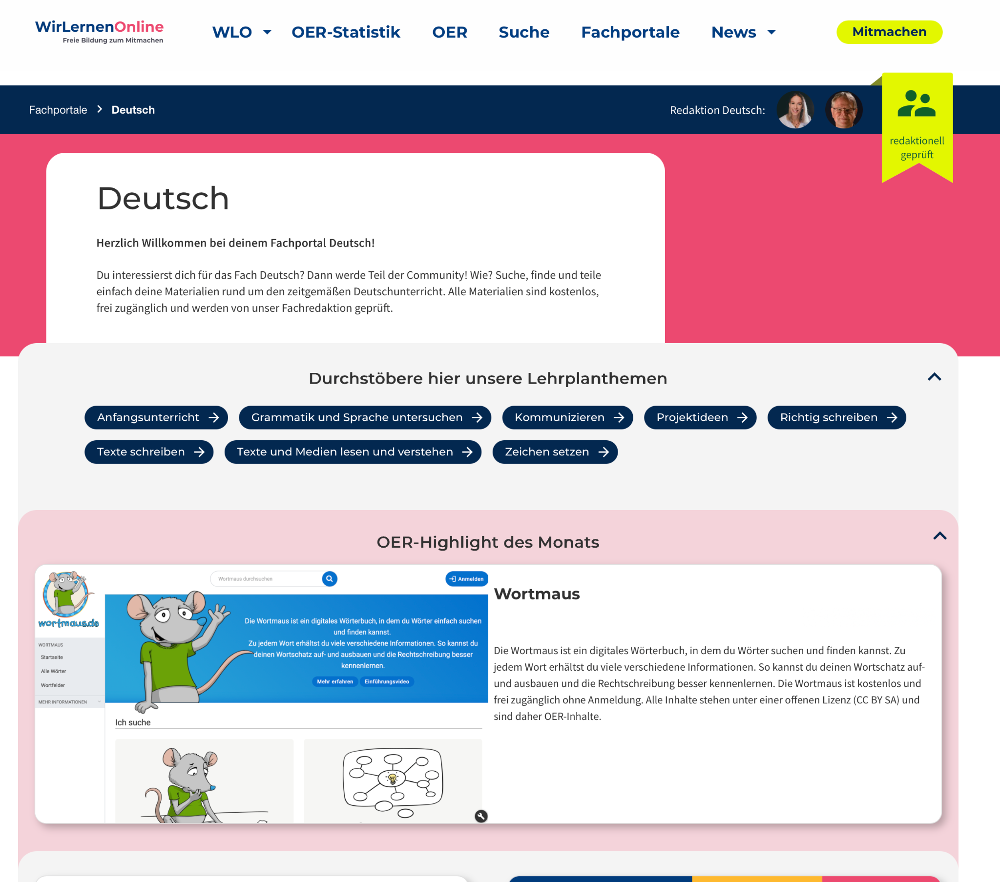 WirLernenOnline
Freie Bildung zum Mitmachen
WLO
OER-Statistik
OER
Suche
Fachportale
News
Mitmachen
Fachportale
Deutsch
Redaktion Deutsch:
redaktionell
geprüft
Deutsch
Herzlich Willkommen bei deinem Fachportal Deutsch!
Du interessierst dich für das Fach Deutsch? Dann werde Teil der Community! Wie? Suche, finde und teile
einfach deine Materialien rund um den zeitgemäßen Deutschunterricht. Alle Materialien sind kostenlos,
frei zugänglich und werden von unser Fachredaktion geprüft.
Durchstöbere hier unsere Lehrplanthemen
Anfangsunterricht
Grammatik und Sprache untersuchen
Kommunizieren
Projektideen
Richtig schreiben
Texte schreiben
Texte und Medien lesen und verstehen
Zeichen setzen
OER-Highlight des Monats
wortmaus.de
Wortmaus durchsuchen
Anmelden
WORTMAUS
Startseite
Alle Wörter
Wortfelder
MEHR INFORMATIONEN
Die Wortmaus ist ein digitales Wörterbuch, in dem du Wörter einfach suchen
und finden kannst.
Zu jedem Wort erhältst du viele verschiedene Informationen. So kannst du
deinen Wortschatz auf- und ausbauen und die Rechtschreibung besser
kennenlernen.
Mehr erfahren
Einführungsvideo
Ich suche
Wortmaus
Die Wortmaus ist ein digitales Wörterbuch, in dem du Wörter suchen und finden kannst. Zu
jedem Wort erhältst du viele verschiedene Informationen. So kannst du deinen Wortschatz auf-
und ausbauen und die Rechtschreibung besser kennenlernen. Die Wortmaus ist kostenlos und
frei zugänglich ohne Anmeldung. Alle Inhalte stehen unter einer offenen Lizenz (CC BY SA) und
sind daher OER-Inhalte.